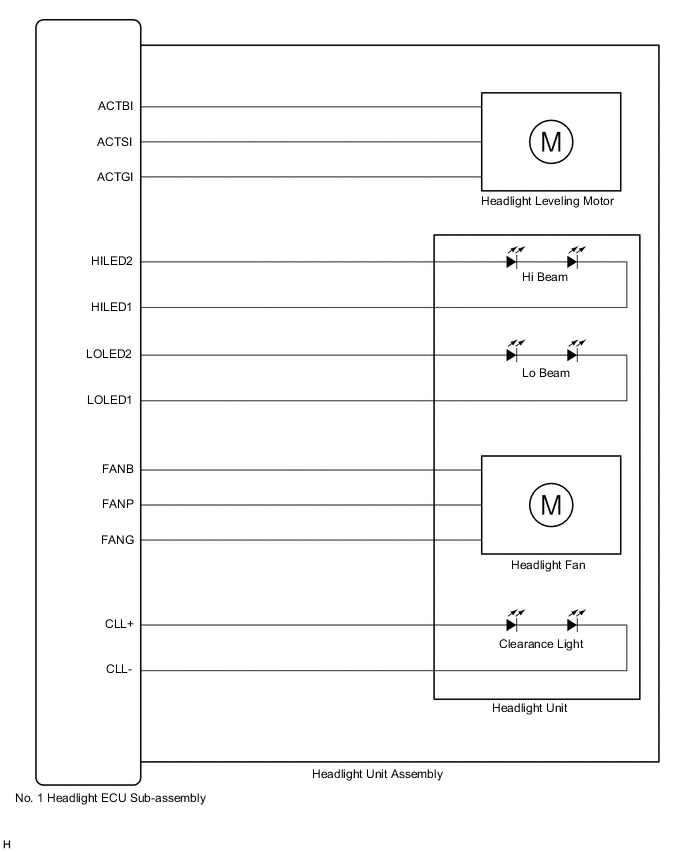 ACTBI
ACTSI
M
ACTGI
Headlight Leveling Motor
HILED2
Hi Beam
HILED1
LOLED2
Lo Beam
LOLED1
FANB
FANP
M
FANG
Headlight Fan
CLL+
Clearance Light
CLL-
Headlight Unit
Headlight Unit Assembly
No. 1 Headlight ECU Sub-assembly
H